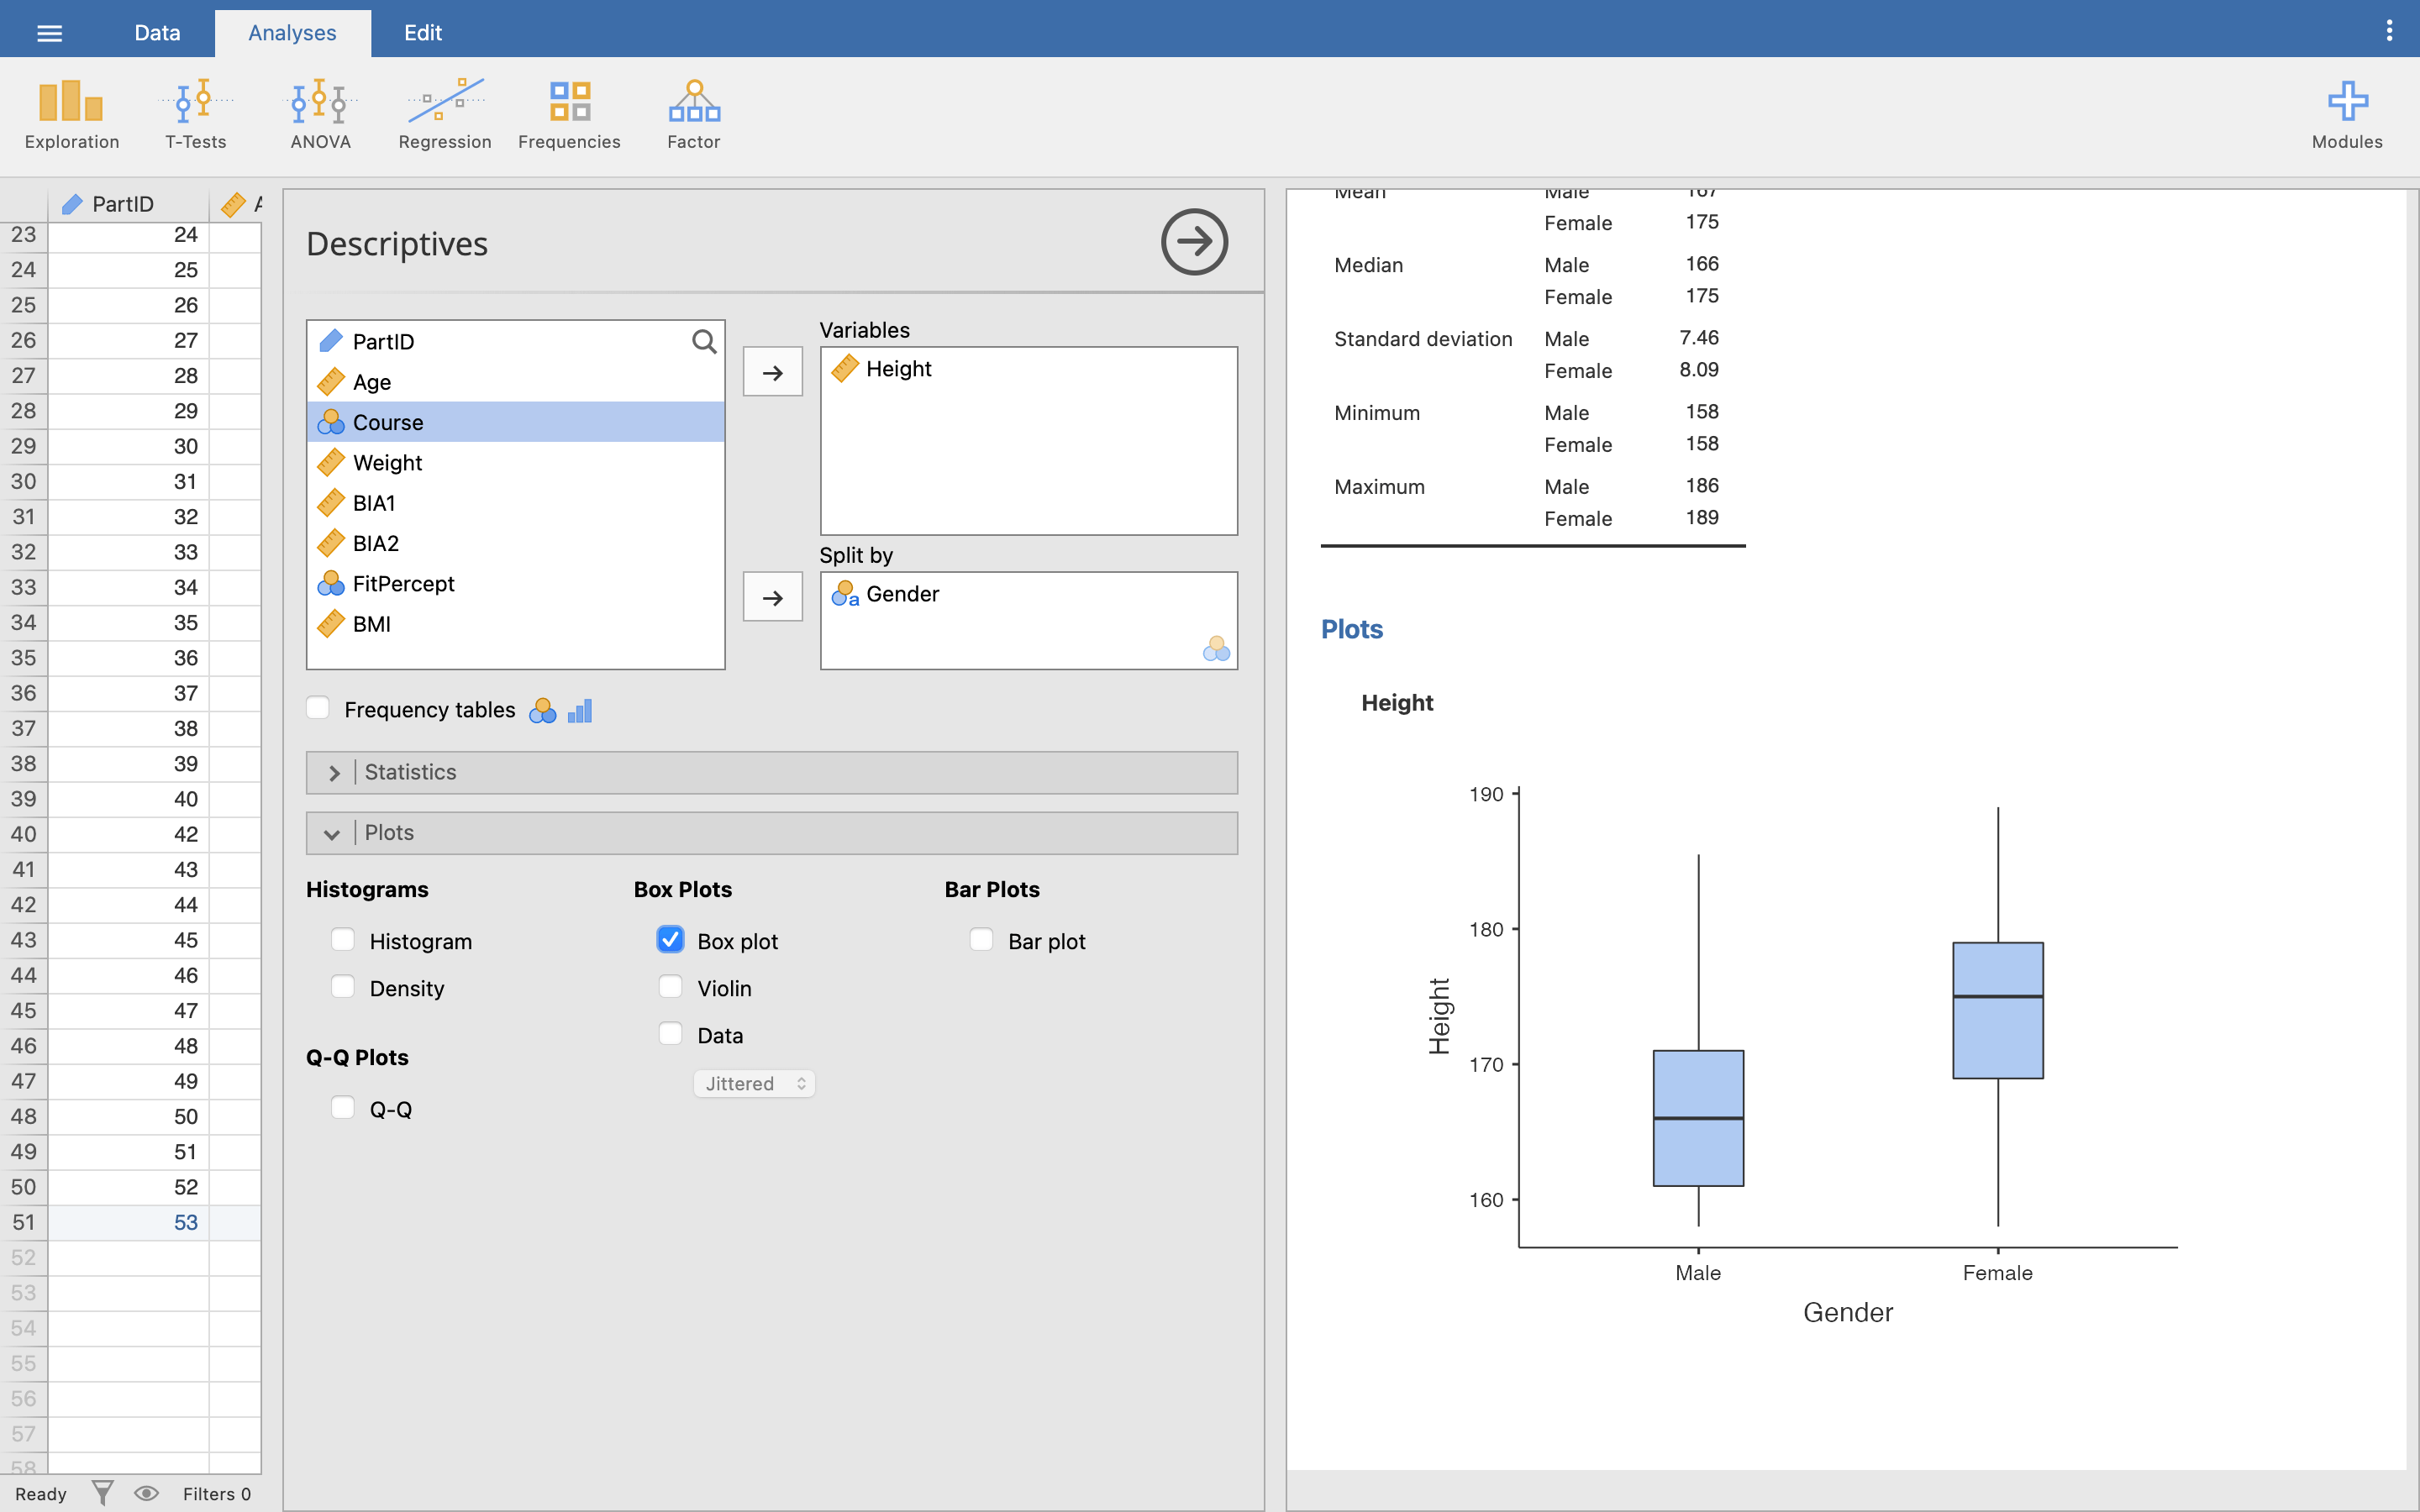 Data Analyses Edit
Exploration T-Tests ANOVA Regression Frequencies Factor Modules
PartID
23 24
24 25
25 26
26 27
27 28
28 29
29 30
30 31
31 32
32 33
33 34
34 35
35 36
36 37
37 38
38 39
39 40
40 42
41 43
42 44
43 45
44 46
45 47
46 48
47 49
48 50
49 51
50 52
51 53
52
53
54
55
56
57
58
Ready Filters 0
Descriptives
PartID
Age
Course
Weight
BIA1
BIA2
FitPercept
BMI
Variables
Height
Split by
a Gender
Frequency tables
Statistics
Plots
Histograms Box Plots Bar Plots
Histogram Box plot Bar plot
Density Violin
Data
Q-Q Plots
Jittered
Q-Q
Mean Male 167
Female 175
Median Male 166
Female 175
Standard deviation Male 7.46
Female 8.09
Minimum Male 158
Female 158
Maximum Male 186
Female 189
Plots
Height
190
180
170
160
Height
Male Female
Gender